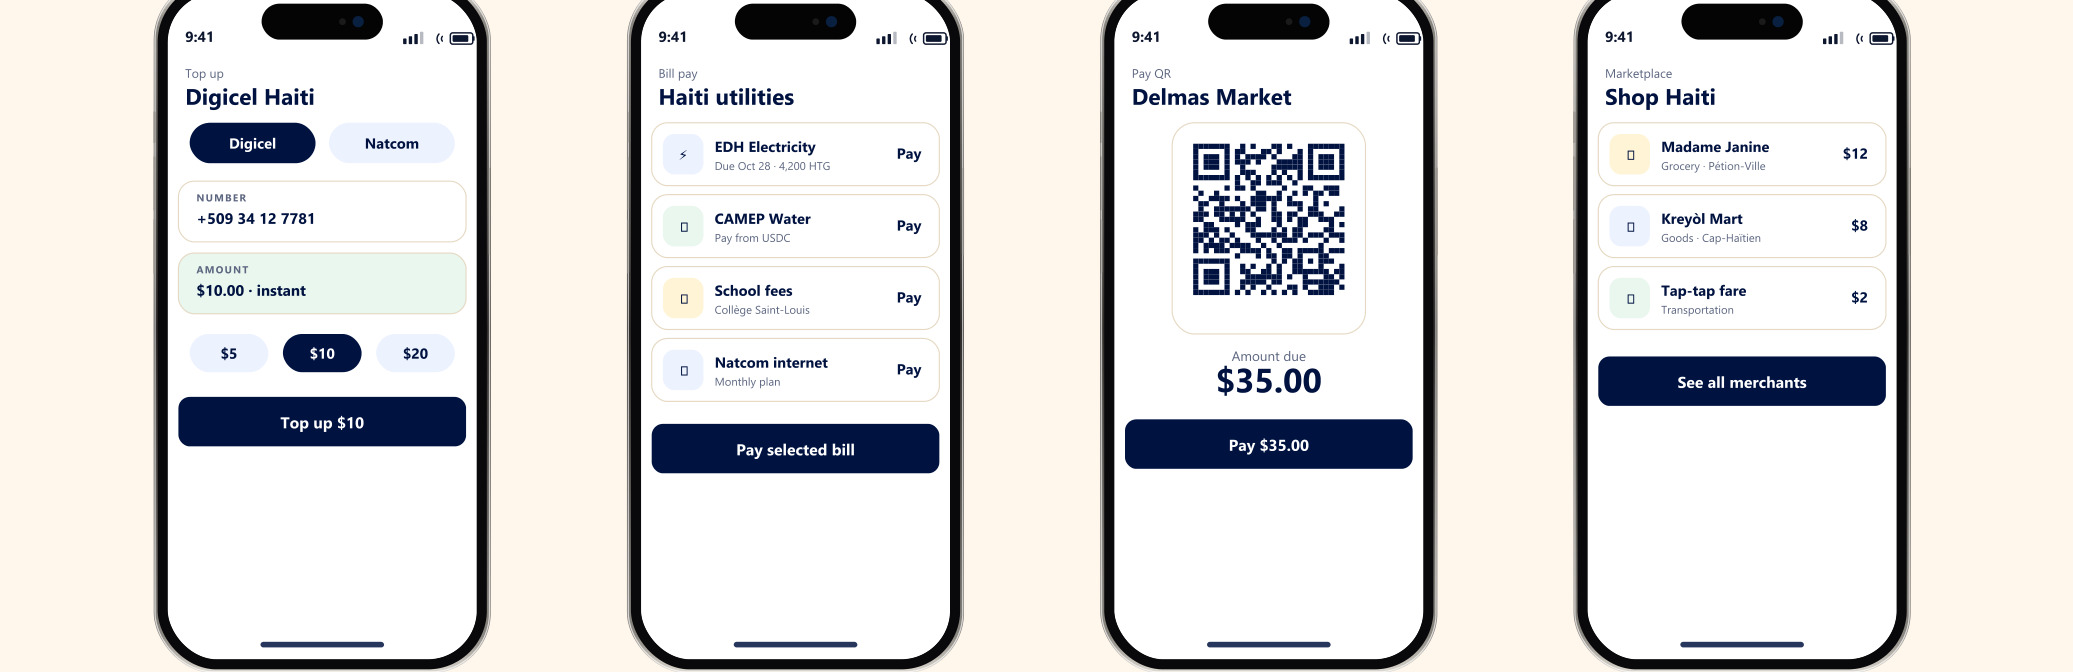 9:41
Top up
Digicel Haiti
Digicel
Natcom
NUMBER
+509 34 12 7781
AMOUNT
$10.00 · instant
$5
$10
$20
Top up $10
9:41
Bill pay
Haiti utilities
EDH Electricity
Due Oct 28 · 4,200 HTG
Pay
CAMEP Water
Pay from USDC
Pay
School fees
Collège Saint-Louis
Pay
Natcom internet
Monthly plan
Pay
Pay selected bill
9:41
Pay QR
Delmas Market
Amount due
$35.00
Pay $35.00
9:41
Marketplace
Shop Haiti
Madame Janine
Grocery · Pétion-Ville
$12
Kreyòl Mart
Goods · Cap-Haïtien
$8
Tap-tap fare
Transportation
$2
See all merchants